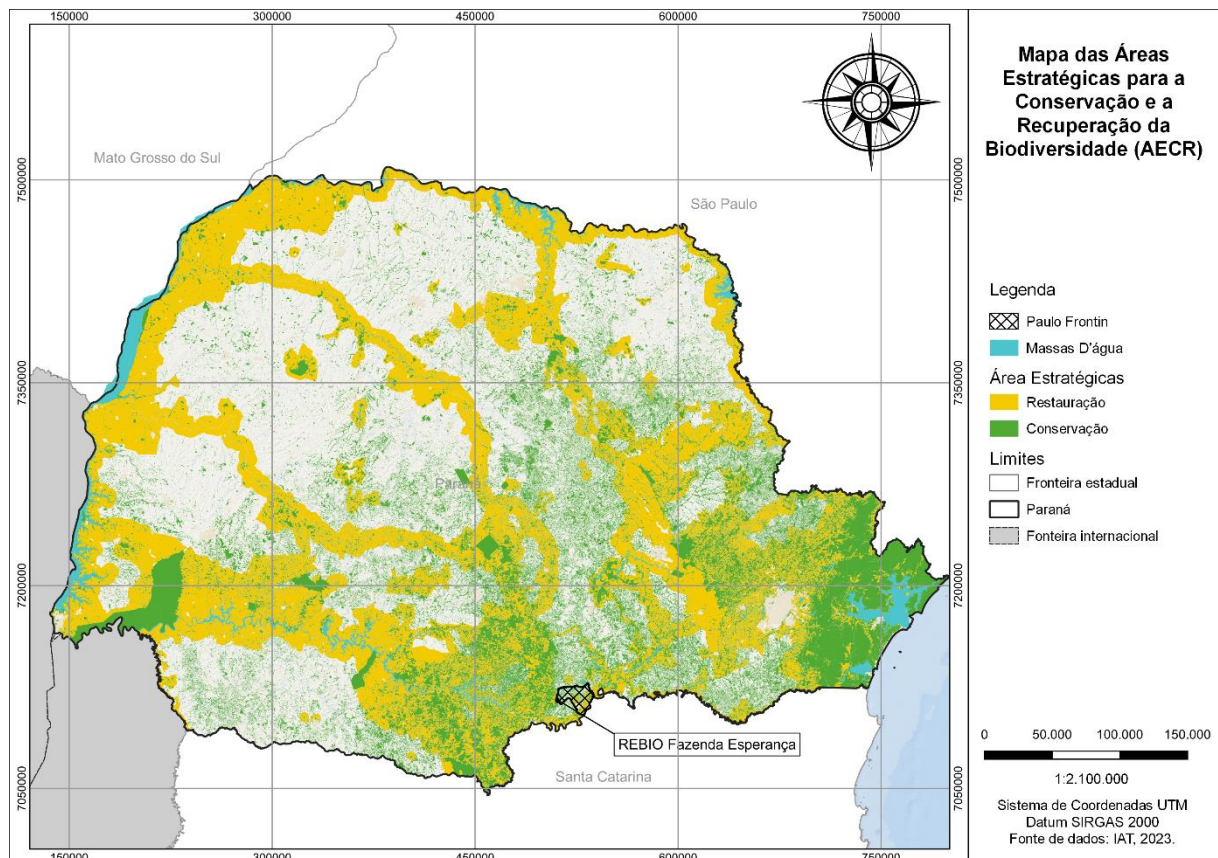 150000 300000 450000 600000 750000
Mapa das Áreas
Estratégicas para a
Conservação e a
Recuperação da
Biodiversidade (AECR)
Mato Grosso do Sul
São Paulo
7500000
7500000
7350000
7350000
Paraná
7200000
7200000
REBIO Fazenda Esperança
Santa Catarina
7050000
7050000
150000 300000 450000 600000 750000
Legenda
Paulo Frontin
Massas D'água
Área Estratégicas
Restauração
Conservação
Limites
Fronteira estadual
Paraná
Fonteira internacional
0 50.000 100.000 150.000
1:2.100.000
Sistema de Coordenadas UTM
Datum SIRGAS 2000
Fonte de dados: IAT, 2023.